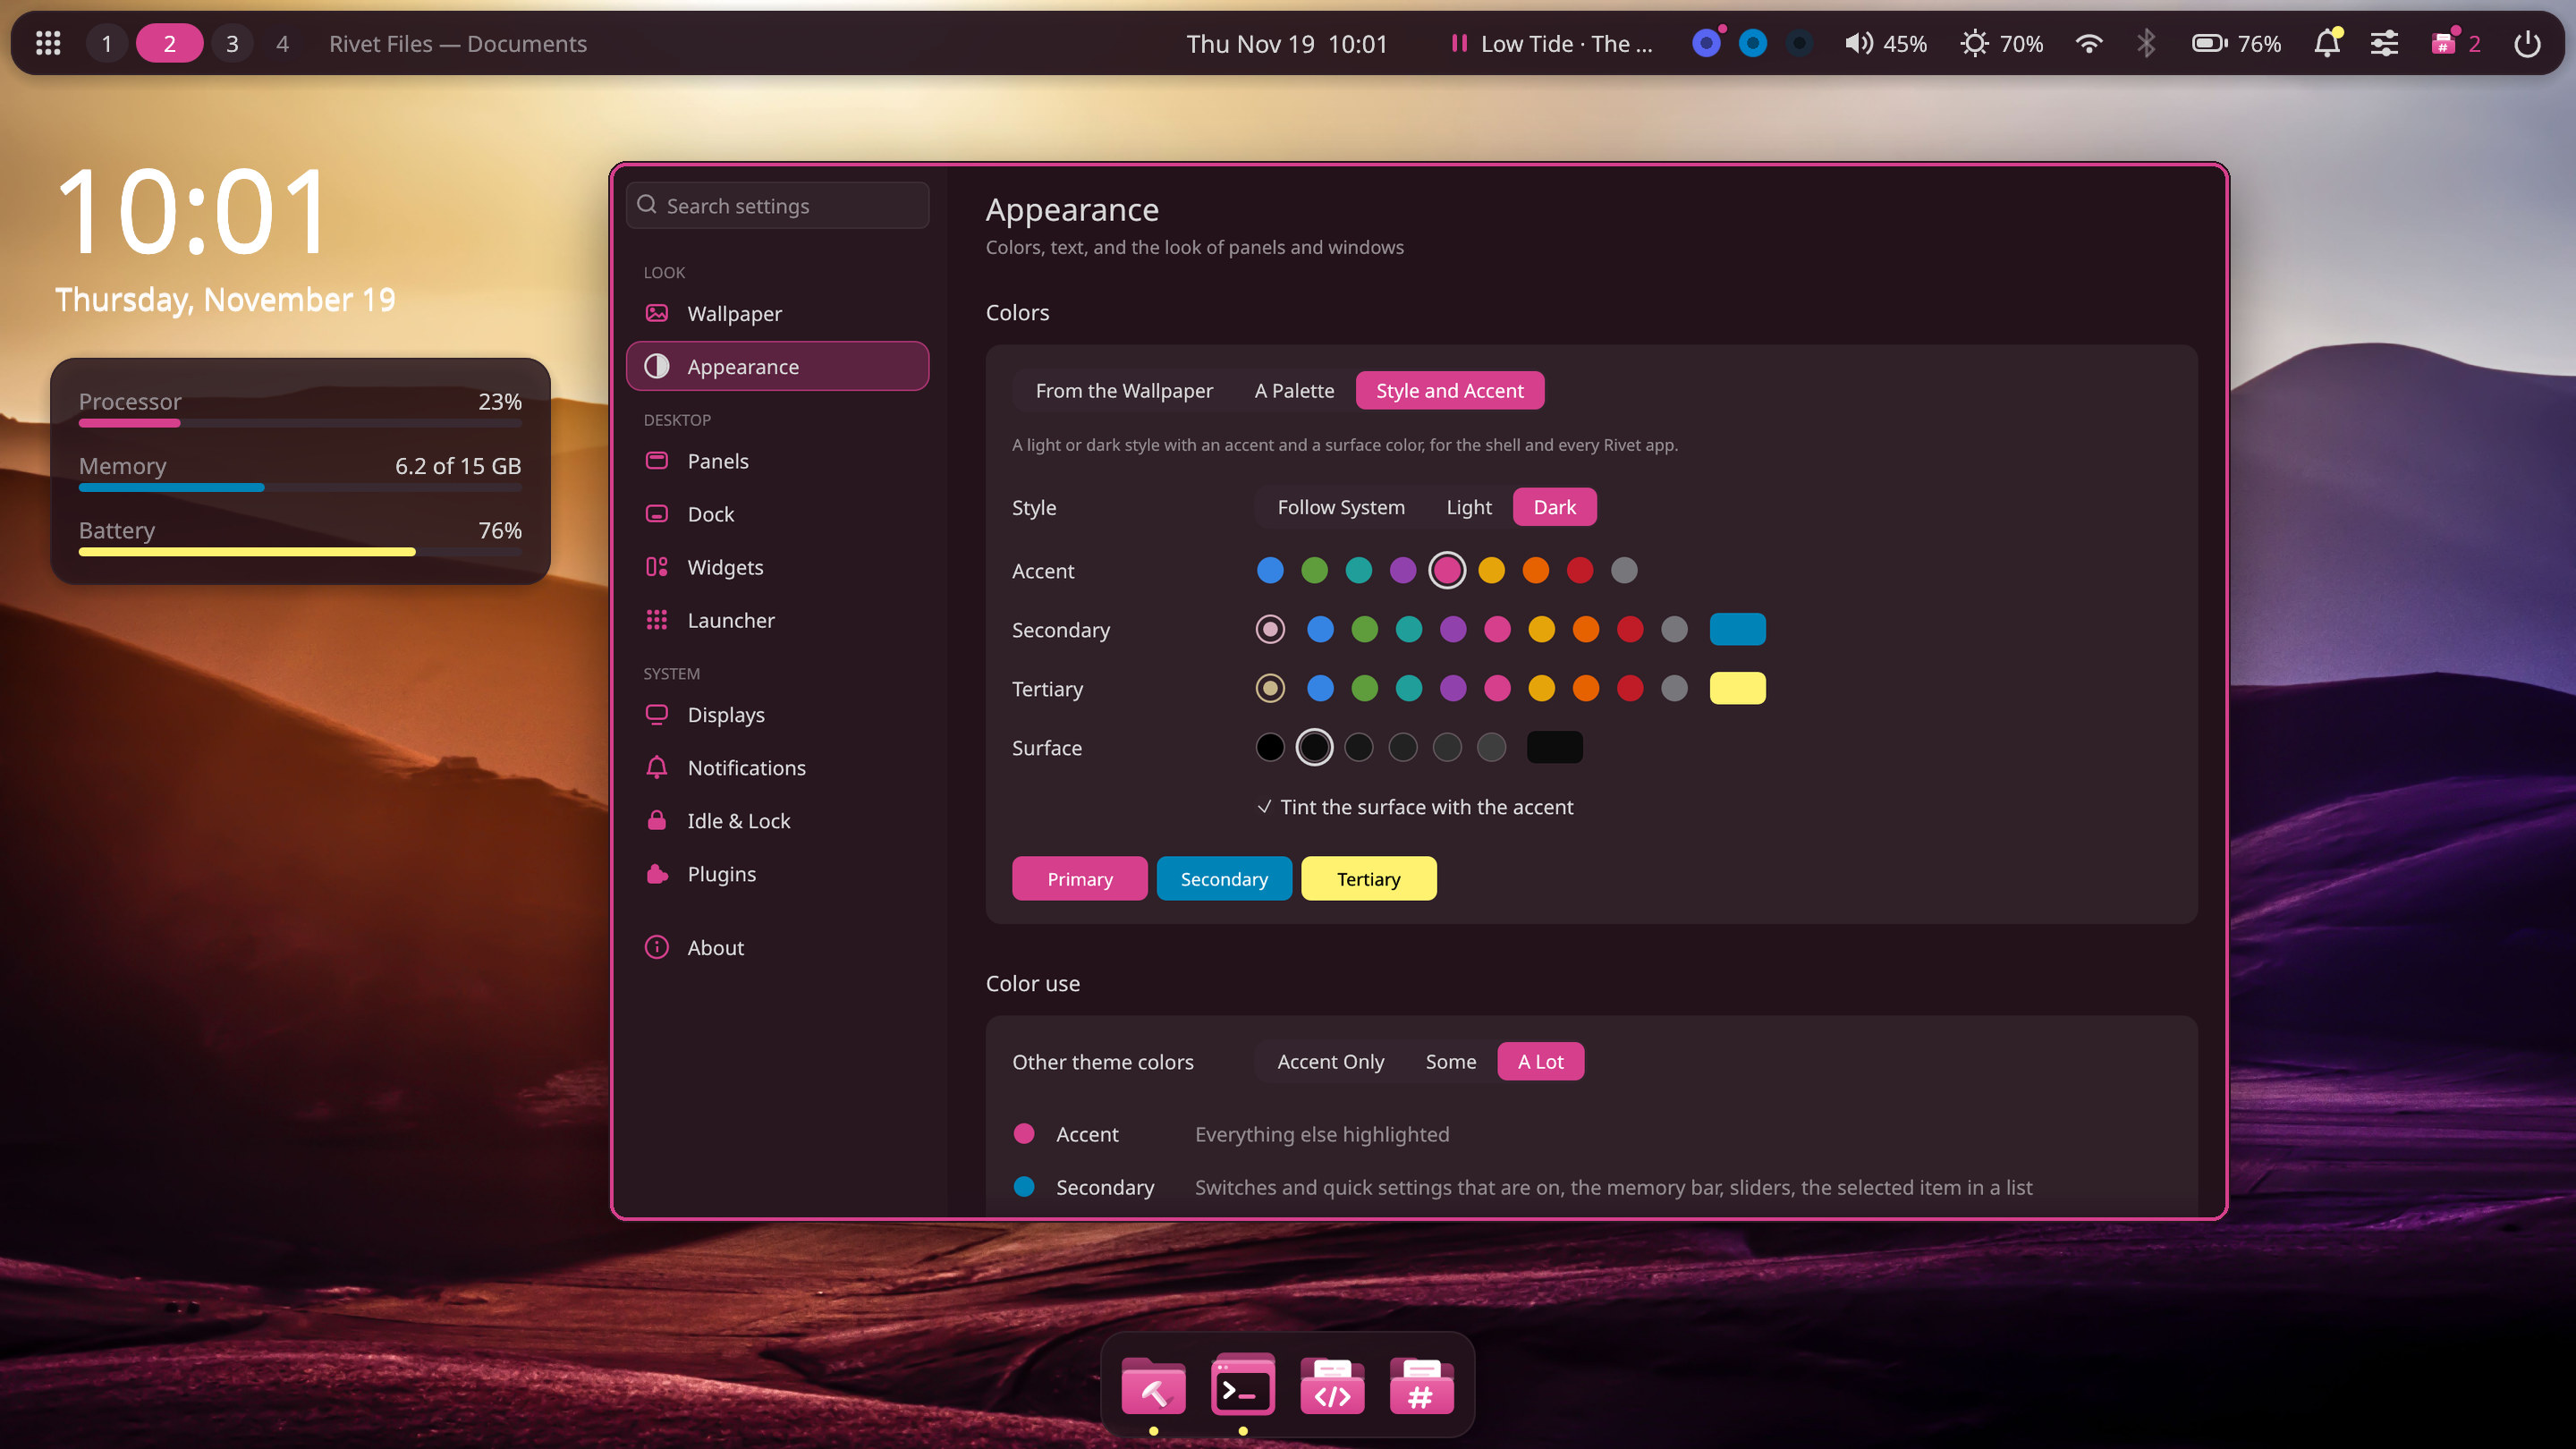 1 2 3 4 Rivet Files — Documents Thu Nov 19 10:01 Low Tide · The ... 45% 70% 76% 2
10:01
Thursday, November 19
Processor 23%
Memory 6.2 of 15 GB
Battery 76%
Search settings
LOOK
Wallpaper
Appearance
DESKTOP
Panels
Dock
Widgets
Launcher
SYSTEM
Displays
Notifications
Idle & Lock
Plugins
About
Appearance
Colors, text, and the look of panels and windows
Colors
From the Wallpaper A Palette Style and Accent
A light or dark style with an accent and a surface color, for the shell and every Rivet app.
Style Follow System Light Dark
Accent
Secondary
Tertiary
Surface
Tint the surface with the accent
Primary Secondary Tertiary
Color use
Other theme colors Accent Only Some A Lot
Accent Everything else highlighted
Secondary Switches and quick settings that are on, the memory bar, sliders, the selected item in a list